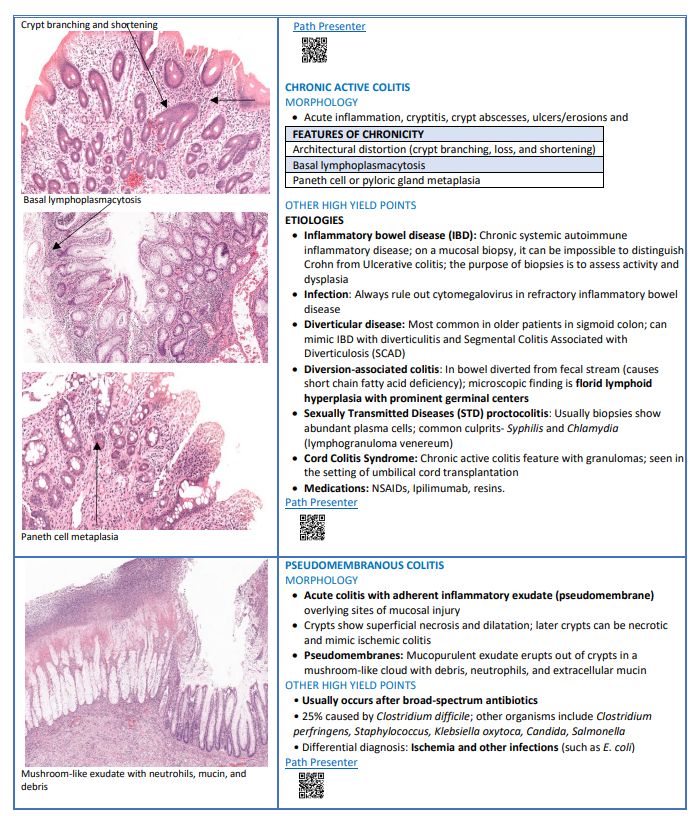 Crypt branching and shortening
Basal lymphoplasmacytosis
Paneth cell metaplasia
Path Presenter
CHRONIC ACTIVE COLITIS
MORPHOLOGY
• Acute inflammation, cryptitis, crypt abscesses, ulcers/erosions and
FEATURES OF CHRONICITY
Architectural distortion (crypt branching, loss, and shortening)
Basal lymphoplasmacytosis
Paneth cell or pyloric gland metaplasia
OTHER HIGH YIELD POINTS
ETIOLOGIES
• Inflammatory bowel disease (IBD): Chronic systemic autoimmune
inflammatory disease; on a mucosal biopsy, it can be impossible to distinguish
Crohn from Ulcerative colitis; the purpose of biopsies is to assess activity and
dysplasia
• Infection: Always rule out cytomegalovirus in refractory inflammatory bowel
disease
• Diverticular disease: Most common in older patients in sigmoid colon; can
mimic IBD with diverticulitis and Segmental Colitis Associated with
Diverticulosis (SCAD)
• Diversion-associated colitis: In bowel diverted from fecal stream (causes
short chain fatty acid deficiency); microscopic finding is florid lymphoid
hyperplasia with prominent germinal centers
• Sexually Transmitted Diseases (STD) proctocolitis: Usually biopsies show
abundant plasma cells; common culprits- Syphilis and Chlamydia
(lymphogranuloma venereum)
• Cord Colitis Syndrome: Chronic active colitis feature with granulomas; seen in
the setting of umbilical cord transplantation
• Medications: NSAIDs, Ipilimumab, resins.
Path Presenter
Mushroom-like exudate with neutrohils, mucin, and
debris
PSEUDOMEMBRANOUS COLITIS
MORPHOLOGY
• Acute colitis with adherent inflammatory exudate (pseudomembrane)
overlying sites of mucosal injury
• Crypts show superficial necrosis and dilatation; later crypts can be necrotic
and mimic ischemic colitis
• Pseudomembranes: Mucopurulent exudate erupts out of crypts in a
mushroom-like cloud with debris, neutrophils, and extracellular mucin
OTHER HIGH YIELD POINTS
• Usually occurs after broad-spectrum antibiotics
• 25% caused by Clostridium difficile; other organisms include Clostridium
perfringens, Staphylococcus, Klebsiella oxytoca, Candida, Salmonella
• Differential diagnosis: Ischemia and other infections (such as E. coli)
Path Presenter